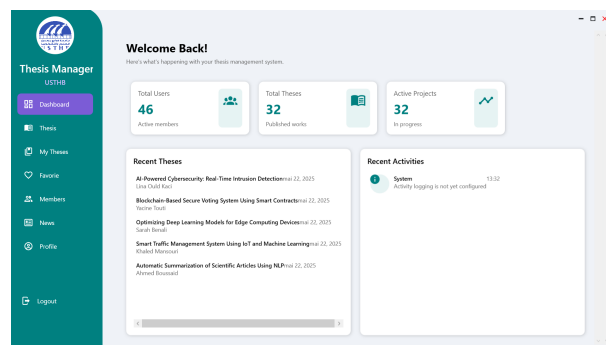 USTHB
Thesis Manager
USTHB
Dashboard
Thesis
My Theses
Favorie
Members
News
Profile
Logout
Welcome Back!
Here's what's happening with your thesis management system.
Total Users
46
Active members
Total Theses
32
Published works
Active Projects
32
In progress
Recent Theses
AI-Powered Cybersecurity: Real-Time Intrusion Detectionmai 22, 2025
Lina Ould Kaci
Blockchain-Based Secure Voting System Using Smart Contractsmai 22, 2025
Yacine Touti
Optimizing Deep Learning Models for Edge Computing Devicesmai 22, 2025
Sarah Benali
Smart Traffic Management System Using IoT and Machine Learningmai 22, 2025
Khaled Mansouri
Automatic Summarization of Scientific Articles Using NLPmai 22, 2025
Ahmed Boussaid
Recent Activities
System 13:32
Activity logging is not yet configured